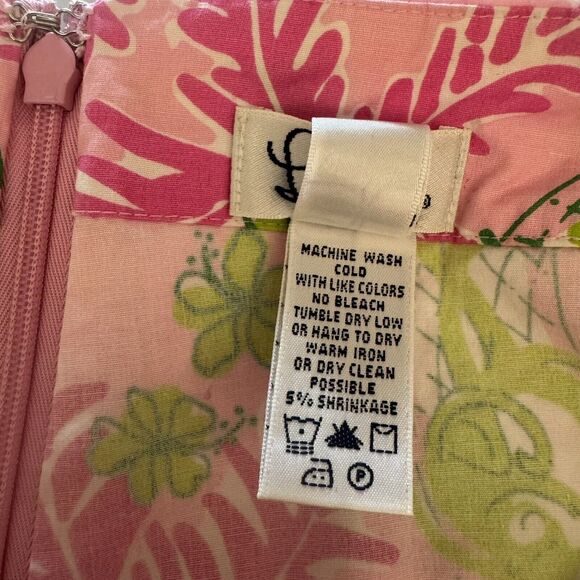 MACHINE WASH
COLD
WITH LIKE COLORS
NO BLEACH
TUMBLE DRY LOW
OR HANG TO DRY
WARM IRON
OR DRY CLEAN
POSSIBLE
5% SHRINKAGE
P